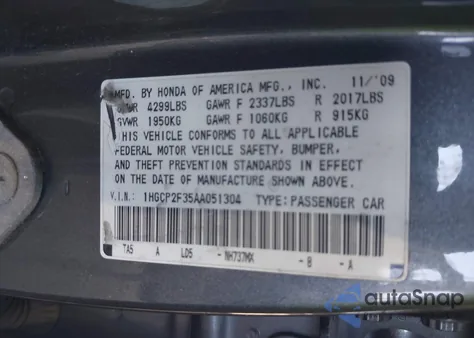 MFD. BY HONDA OF AMERICA MFG., INC. 11/'09
GVWR 4299LBS GAWR F 2337LBS R 2017LBS
GVWR 1950KG GAWR F 1060KG R 915KG
THIS VEHICLE CONFORMS TO ALL APPLICABLE
FEDERAL MOTOR VEHICLE SAFETY, BUMPER,
AND THEFT PREVENTION STANDARDS IN EFFECT
ON THE DATE OF MANUFACTURE SHOWN ABOVE.
V.I.N.: 1HGCP2F35AA051304 TYPE: PASSENGER CAR
TA5 A LD5 - NH737MX - B - A
autoSnap